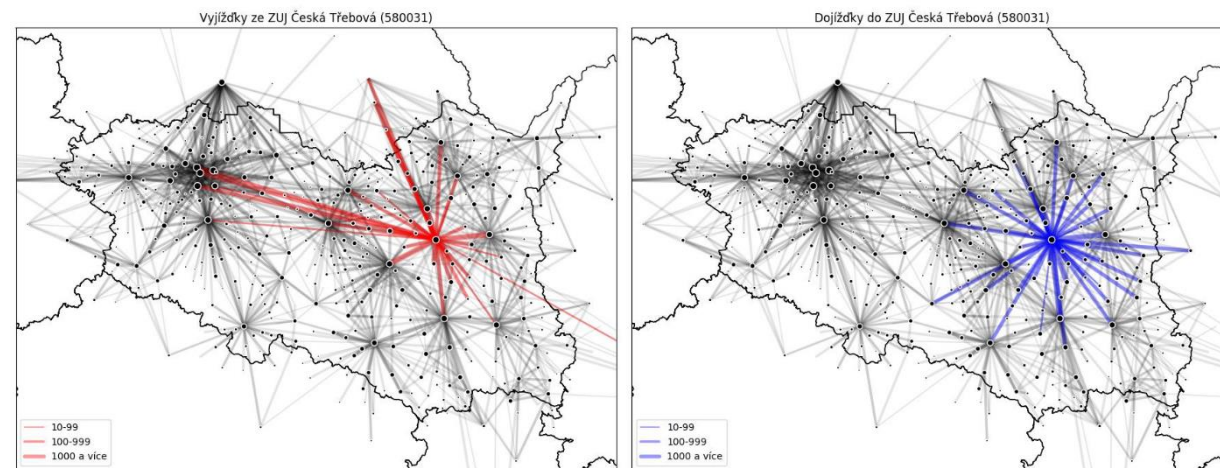 Vyjížďky ze ZUJ Česká Třebová (580031)
10-99
100-999
1000 a více
Dojížďky do ZUJ Česká Třebová (580031)
10-99
100-999
1000 a více